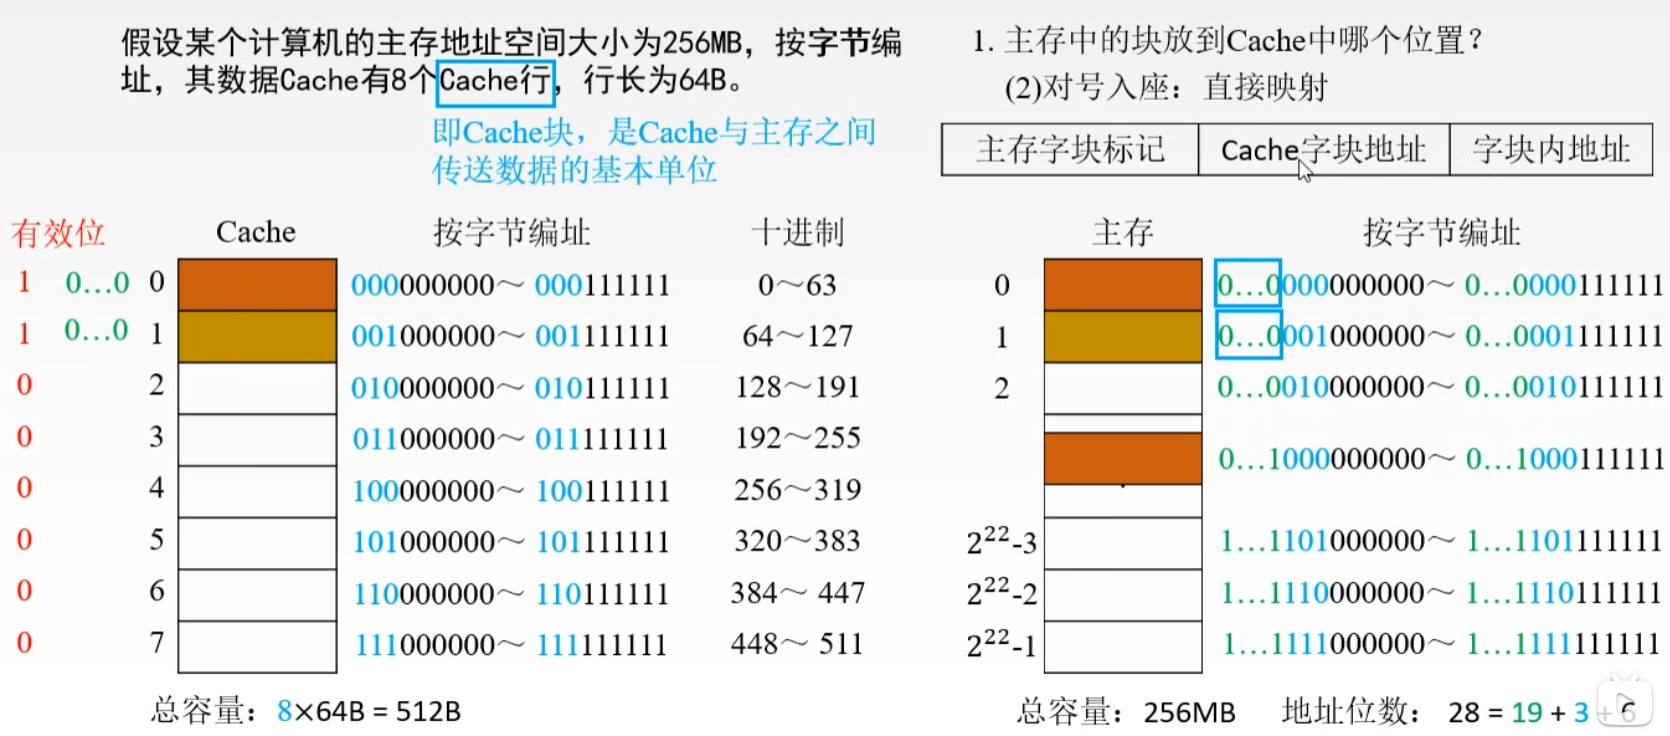 假设某个计算机的主存地址空间大小为256MB，按字节编
址，其数据Cache有8个Cache行，行长为64B。
即Cache块，是Cache与主存之间
传送数据的基本单位
1. 主存中的块放到Cache中哪个位置？
(2)对号入座：直接映射
主存字块标记 Cache字块地址 字块内地址
有效位 Cache 按字节编址 十进制 主存 按字节编址
1 0…0 0 000000000～ 000111111 0～63 0 0…0000000000～ 0…0000111111
1 0…0 1 001000000～ 001111111 64～127 1 0…0001000000～ 0…0001111111
0 2 010000000～ 010111111 128～191 2 0…0010000000～ 0…0010111111
0 3 011000000～ 011111111 192～255
0…1000000000～ 0…1000111111
0 4 100000000～ 100111111 256～319
0 5 101000000～ 101111111 320～383 2²²-3 1…1101000000～ 1…1101111111
0 6 110000000～ 110111111 384～ 447 2²²-2 1…1110000000～ 1…1110111111
0 7 111000000～ 111111111 448～ 511 2²²-1 1…1111000000～ 1…1111111111
总容量：8×64B = 512B 总容量：256MB 地址位数： 28 = 19 + 3 + 6